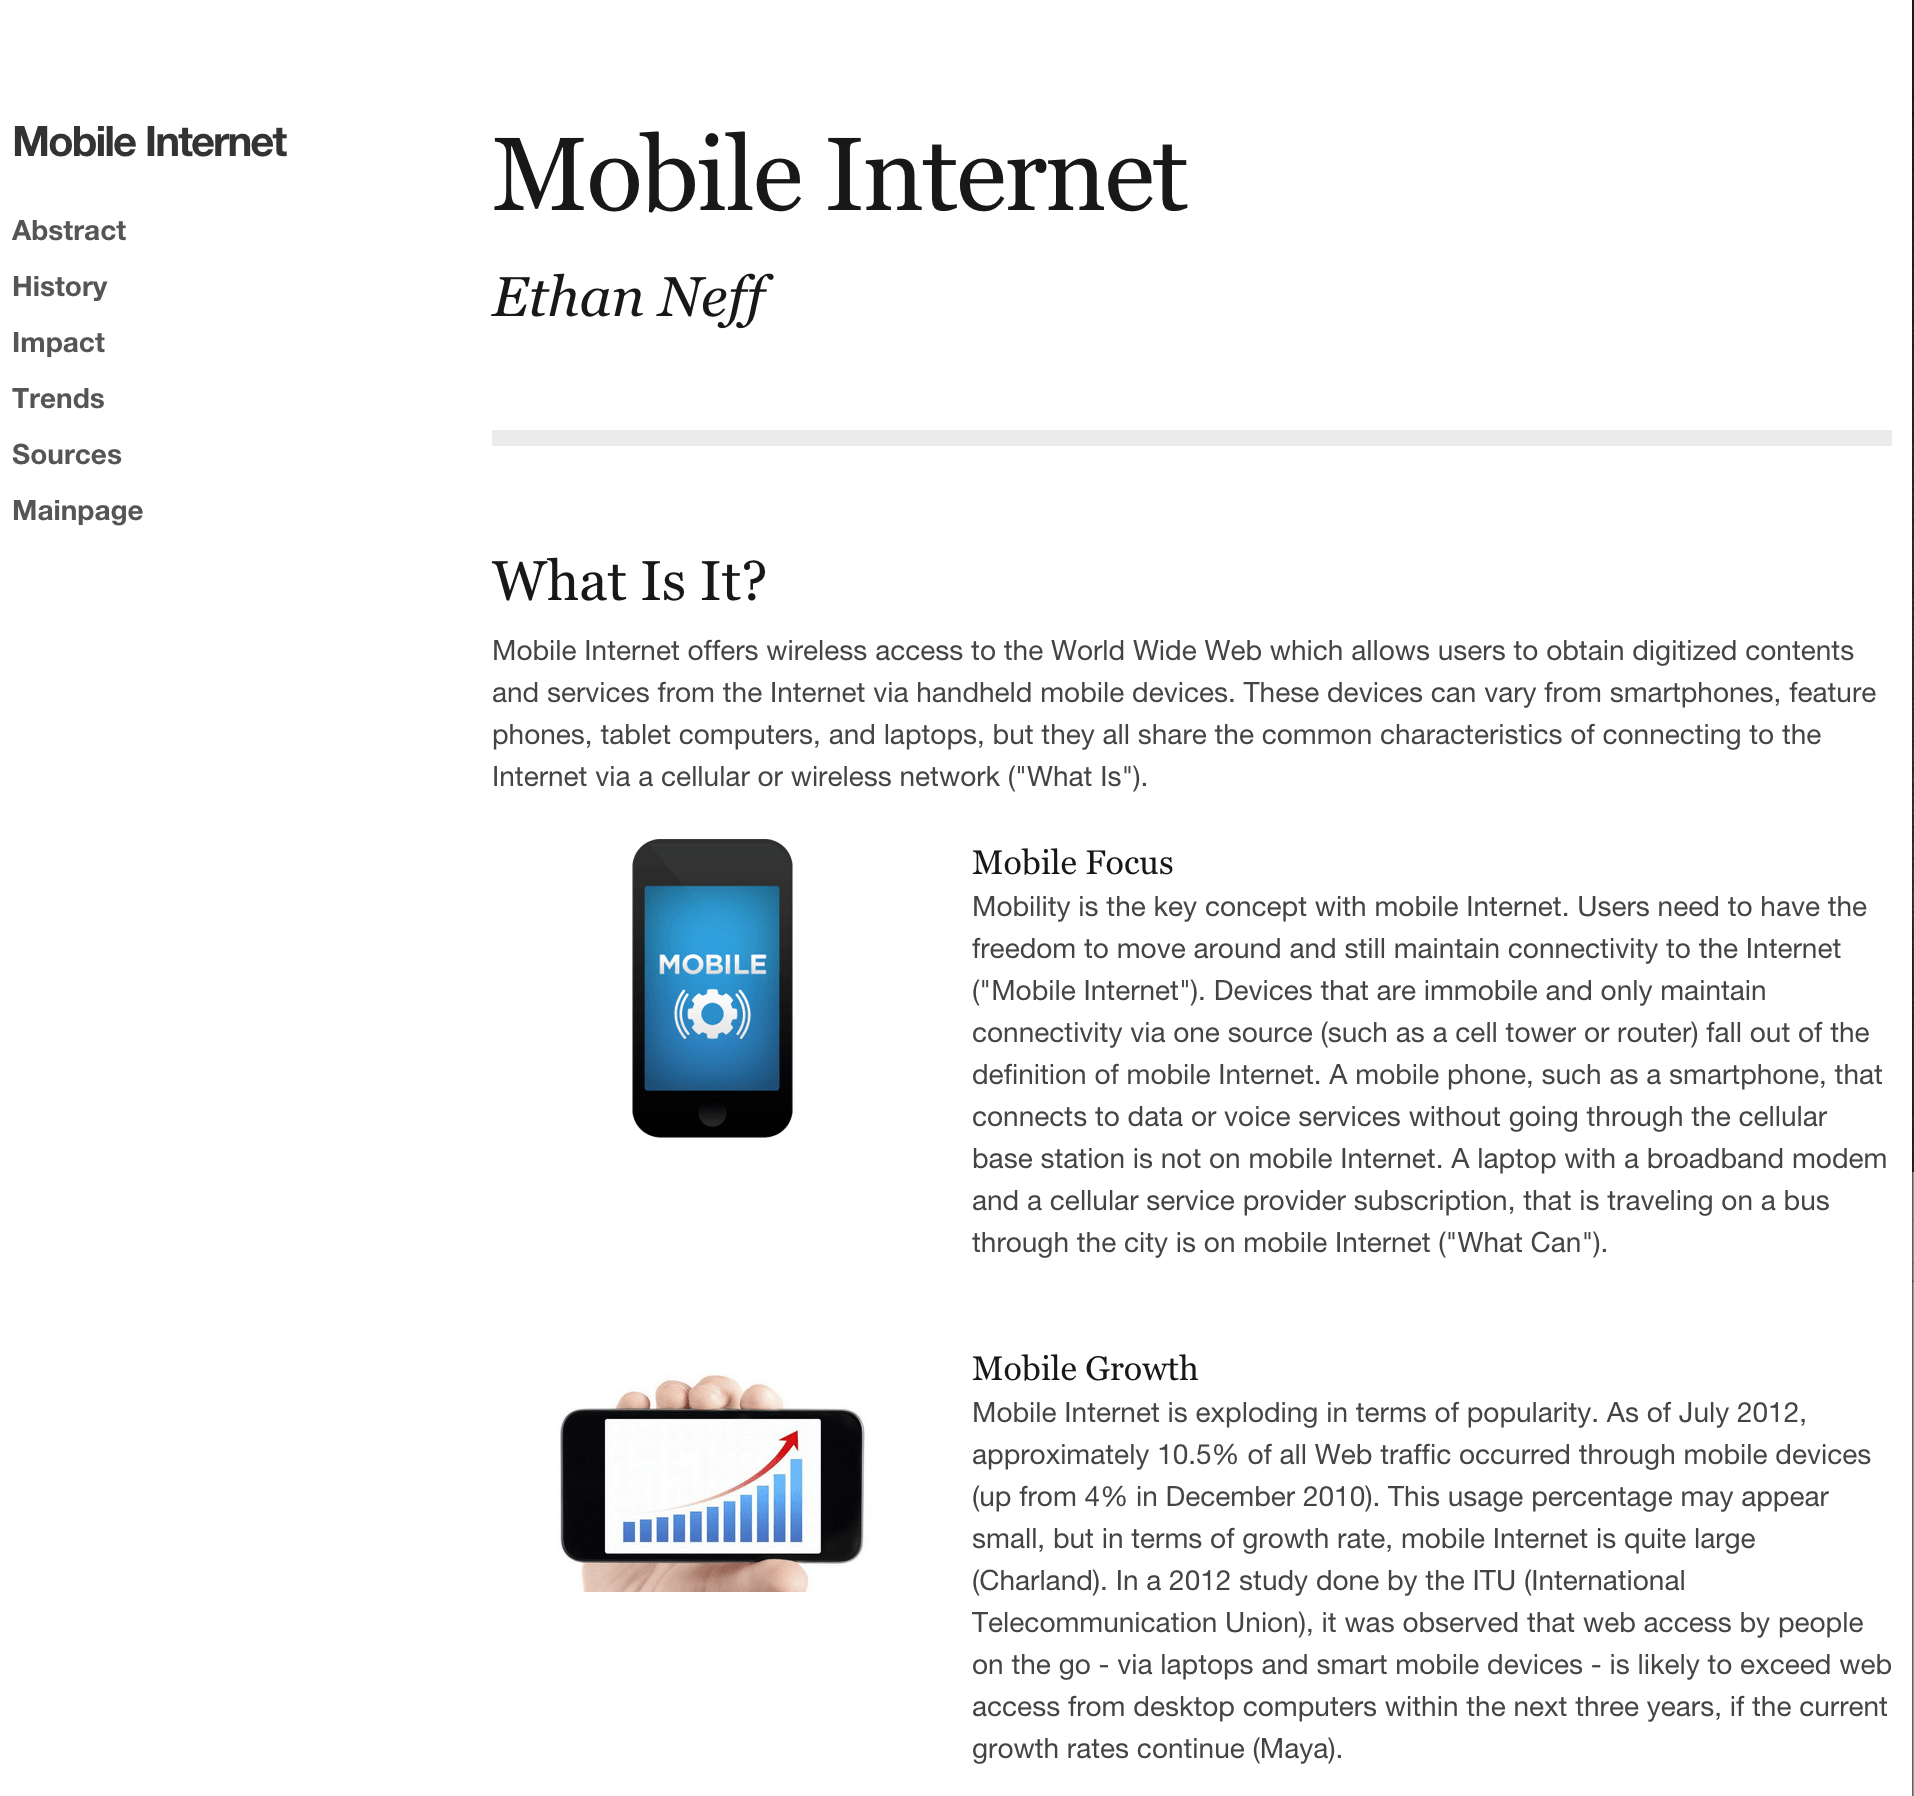 Mobile Internet
Abstract
History
Impact
Trends
Sources
Mainpage
Mobile Internet
Ethan Neff
What Is It?
Mobile Internet offers wireless access to the World Wide Web which allows users to obtain digitized contents
and services from the Internet via handheld mobile devices. These devices can vary from smartphones, feature
phones, tablet computers, and laptops, but they all share the common characteristics of connecting to the
Internet via a cellular or wireless network ("What Is").
MOBILE
Mobile Focus
Mobility is the key concept with mobile Internet. Users need to have the
freedom to move around and still maintain connectivity to the Internet
("Mobile Internet"). Devices that are immobile and only maintain
connectivity via one source (such as a cell tower or router) fall out of the
definition of mobile Internet. A mobile phone, such as a smartphone, that
connects to data or voice services without going through the cellular
base station is not on mobile Internet. A laptop with a broadband modem
and a cellular service provider subscription, that is traveling on a bus
through the city is on mobile Internet ("What Can").
Mobile Growth
Mobile Internet is exploding in terms of popularity. As of July 2012,
approximately 10.5% of all Web traffic occurred through mobile devices
(up from 4% in December 2010). This usage percentage may appear
small, but in terms of growth rate, mobile Internet is quite large
(Charland). In a 2012 study done by the ITU (International
Telecommunication Union), it was observed that web access by people
on the go - via laptops and smart mobile devices - is likely to exceed web
access from desktop computers within the next three years, if the current
growth rates continue (Maya).